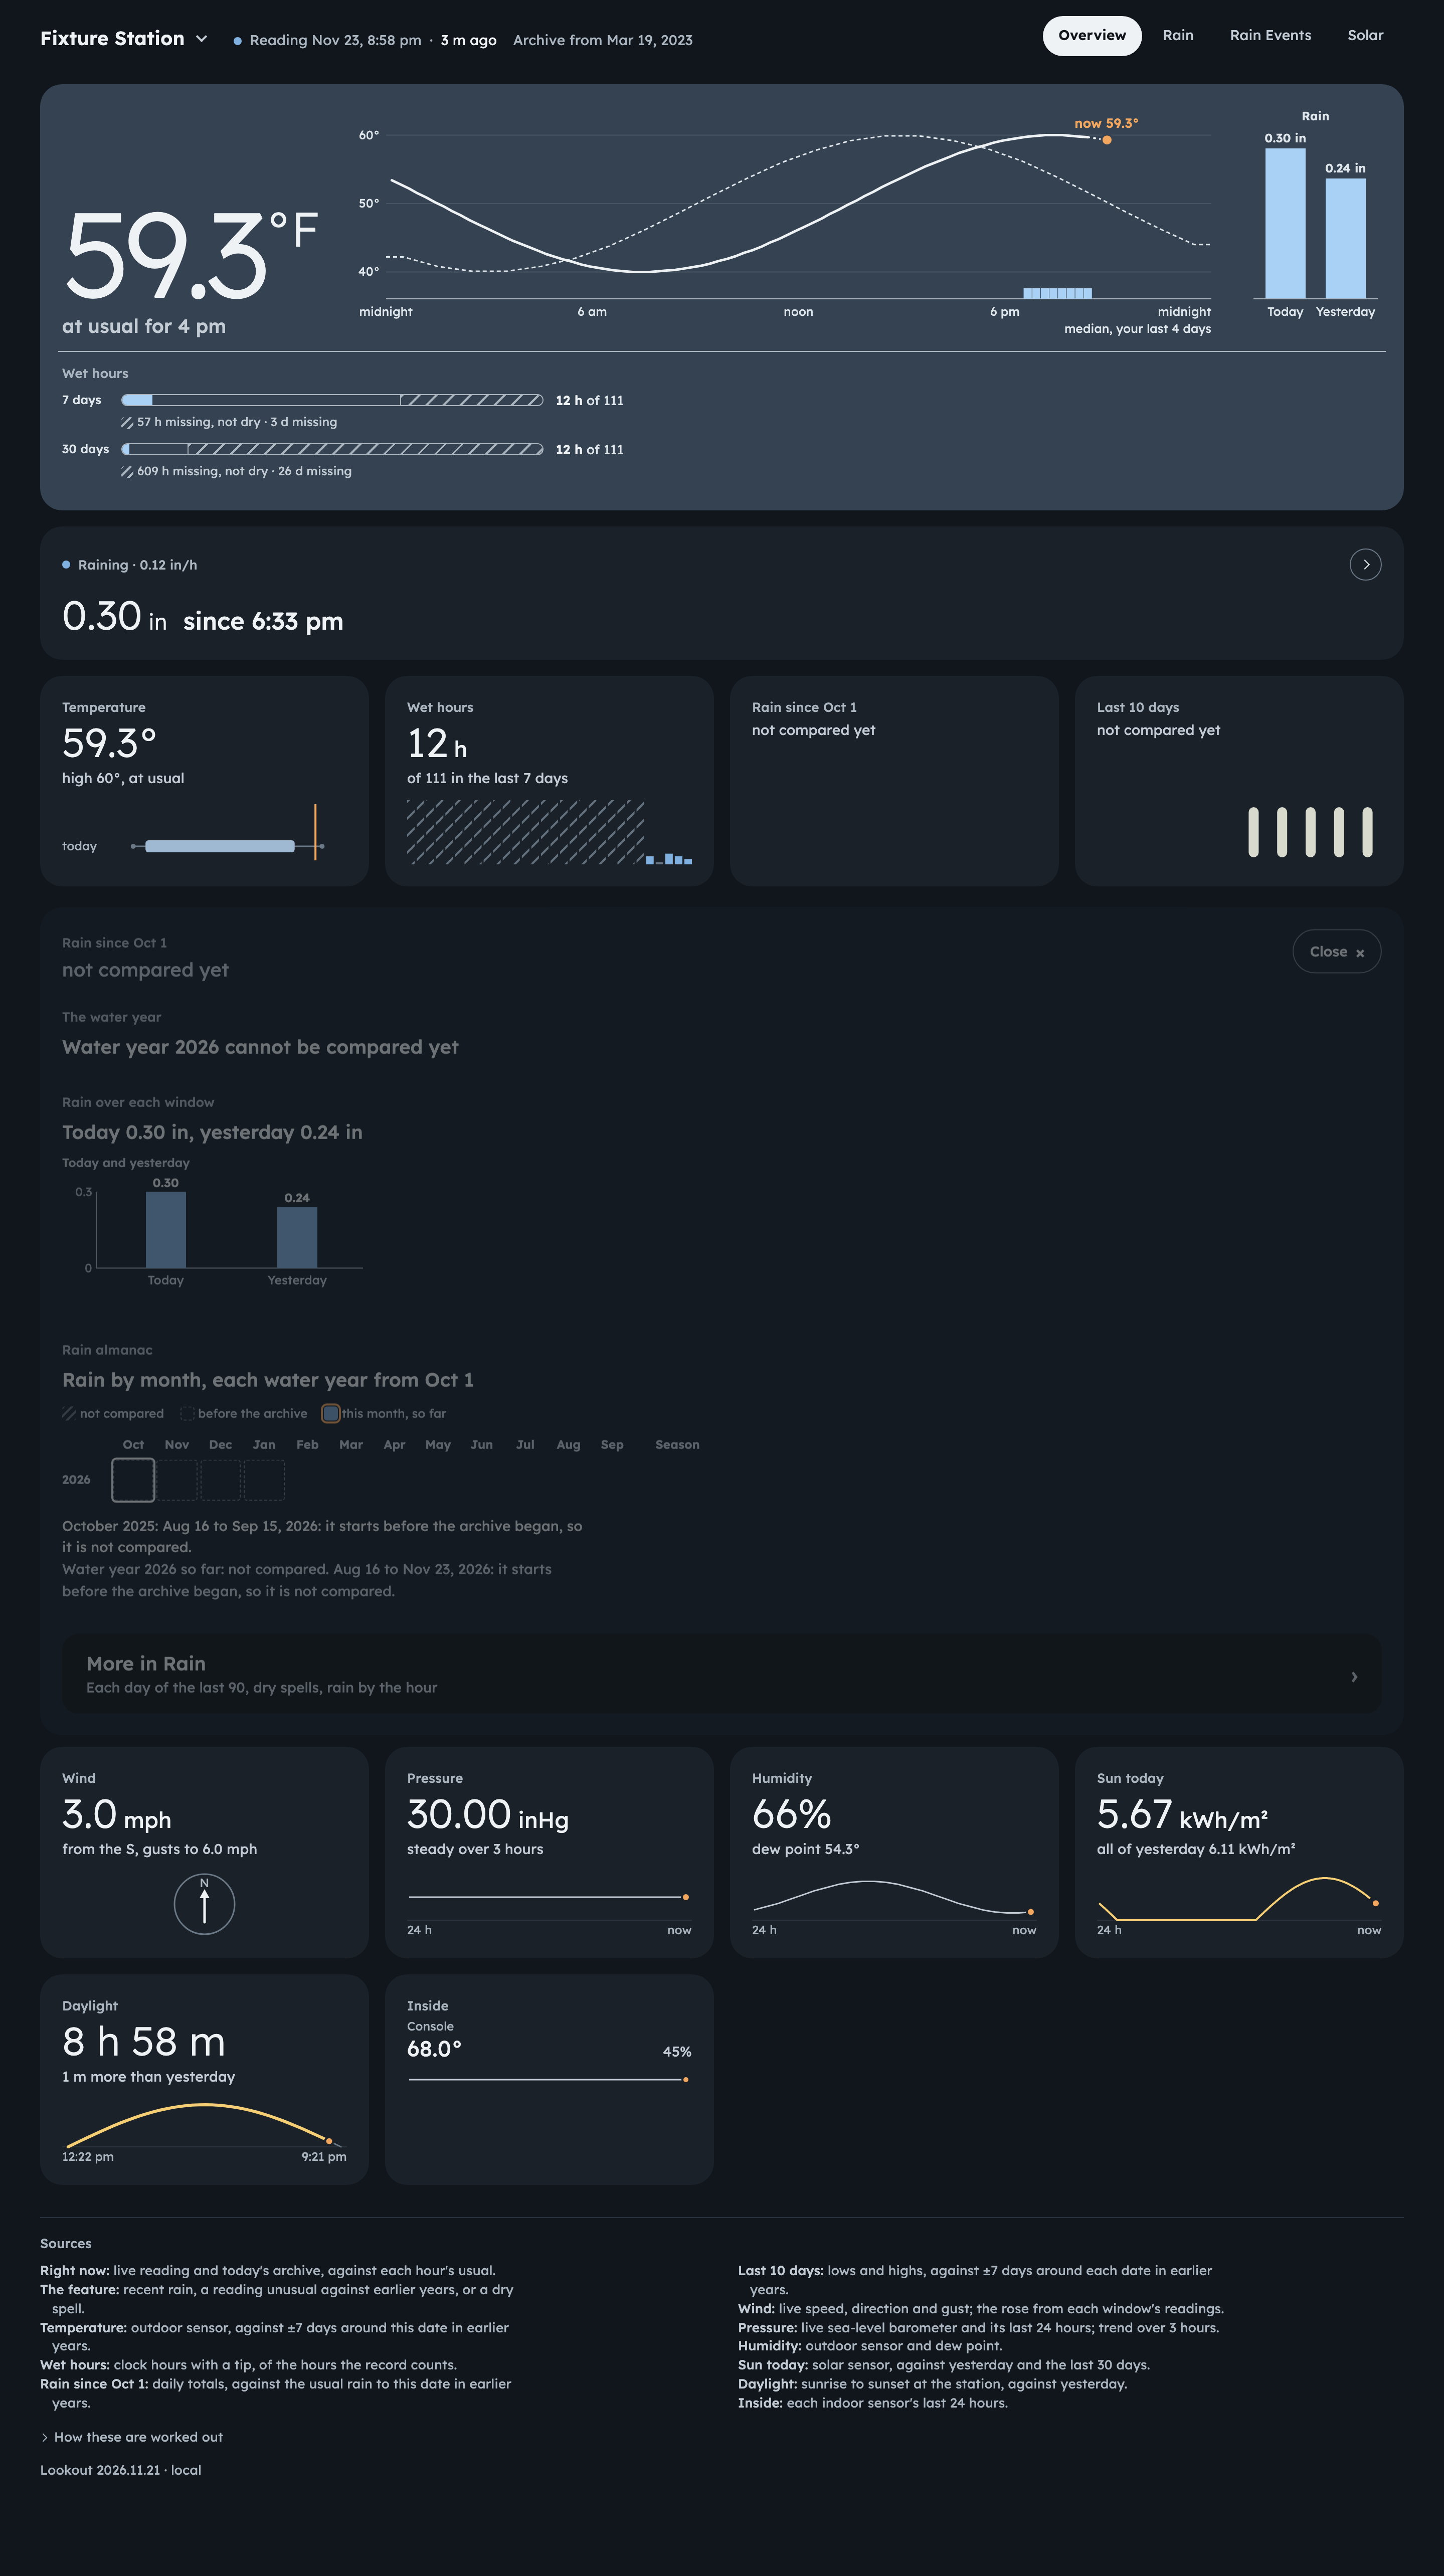 Fixture Station
Reading Nov 23, 8:58 pm · 3 m ago Archive from Mar 19, 2023
Overview Rain Rain Events Solar
59.3°F
at usual for 4 pm
60°
50°
40°
now 59.3°
midnight 6 am noon 6 pm midnight
median, your last 4 days
Rain
0.30 in
0.24 in
Today Yesterday
Wet hours
7 days 12 h of 111
57 h missing, not dry · 3 d missing
30 days 12 h of 111
609 h missing, not dry · 26 d missing
Raining · 0.12 in/h
0.30 in since 6:33 pm
Temperature
59.3°
high 60°, at usual
today
Wet hours
12 h
of 111 in the last 7 days
Rain since Oct 1
not compared yet
Last 10 days
not compared yet
Rain since Oct 1
not compared yet
Close ×
The water year
Water year 2026 cannot be compared yet
Rain over each window
Today 0.30 in, yesterday 0.24 in
Today and yesterday
0.30
0.24
0.3
0
Today Yesterday
Rain almanac
Rain by month, each water year from Oct 1
not compared before the archive this month, so far
Oct Nov Dec Jan Feb Mar Apr May Jun Jul Aug Sep Season
2026
October 2025: Aug 16 to Sep 15, 2026: it starts before the archive began, so
it is not compared.
Water year 2026 so far: not compared. Aug 16 to Nov 23, 2026: it starts
before the archive began, so it is not compared.
More in Rain
Each day of the last 90, dry spells, rain by the hour
Wind
3.0 mph
from the S, gusts to 6.0 mph
N
Pressure
30.00 inHg
steady over 3 hours
24 h now
Humidity
66%
dew point 54.3°
24 h now
Sun today
5.67 kWh/m²
all of yesterday 6.11 kWh/m²
24 h now
Daylight
8 h 58 m
1 m more than yesterday
12:22 pm 9:21 pm
Inside
Console
68.0° 45%
Sources
Right now: live reading and today's archive, against each hour's usual.
The feature: recent rain, a reading unusual against earlier years, or a dry
spell.
Temperature: outdoor sensor, against ±7 days around this date in earlier
years.
Wet hours: clock hours with a tip, of the hours the record counts.
Rain since Oct 1: daily totals, against the usual rain to this date in earlier
years.
Last 10 days: lows and highs, against ±7 days around each date in earlier
years.
Wind: live speed, direction and gust; the rose from each window's readings.
Pressure: live sea-level barometer and its last 24 hours; trend over 3 hours.
Humidity: outdoor sensor and dew point.
Sun today: solar sensor, against yesterday and the last 30 days.
Daylight: sunrise to sunset at the station, against yesterday.
Inside: each indoor sensor's last 24 hours.
How these are worked out
Lookout 2026.11.21 · local